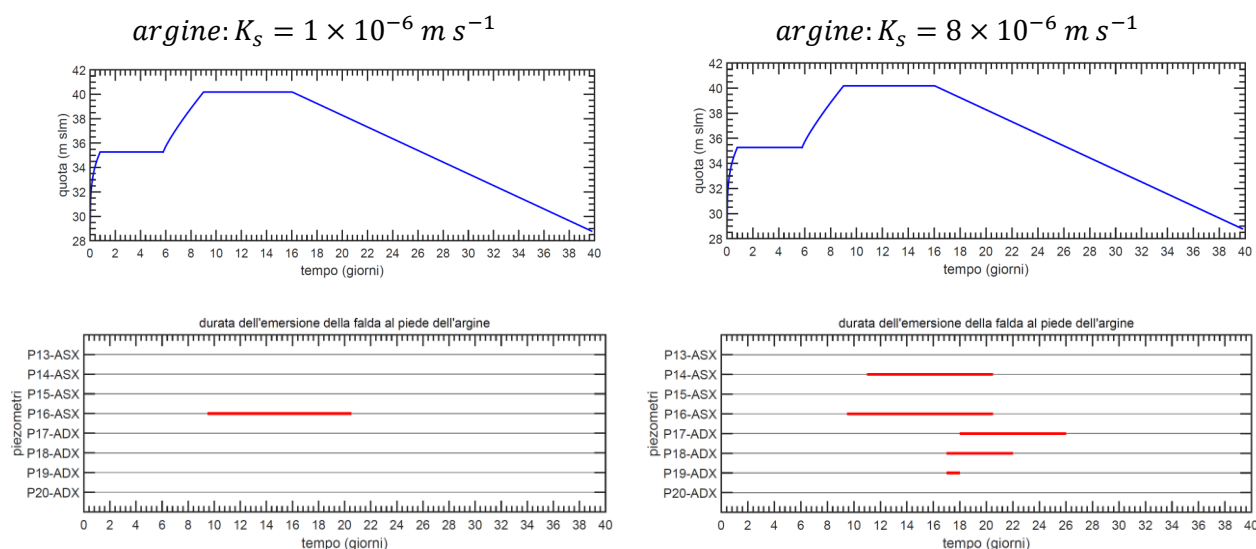 argine: Kₛ = 1 × 10⁻⁶ m s⁻¹
42
40
38
36
34
32
30
28
quota (m slm)
0 2 4 6 8 10 12 14 16 18 20 22 24 26 28 30 32 34 36 38 40
tempo (giorni)
durata dell'emersione della falda al piede dell'argine
P13-ASX
P14-ASX
P15-ASX
P16-ASX
P17-ADX
P18-ADX
P19-ADX
P20-ADX
piezometri
0 2 4 6 8 10 12 14 16 18 20 22 24 26 28 30 32 34 36 38 40
tempo (giorni)
argine: Kₛ = 8 × 10⁻⁶ m s⁻¹
42
40
38
36
34
32
30
28
quota (m slm)
0 2 4 6 8 10 12 14 16 18 20 22 24 26 28 30 32 34 36 38 40
tempo (giorni)
durata dell'emersione della falda al piede dell'argine
P13-ASX
P14-ASX
P15-ASX
P16-ASX
P17-ADX
P18-ADX
P19-ADX
P20-ADX
piezometri
0 2 4 6 8 10 12 14 16 18 20 22 24 26 28 30 32 34 36 38 40
tempo (giorni)